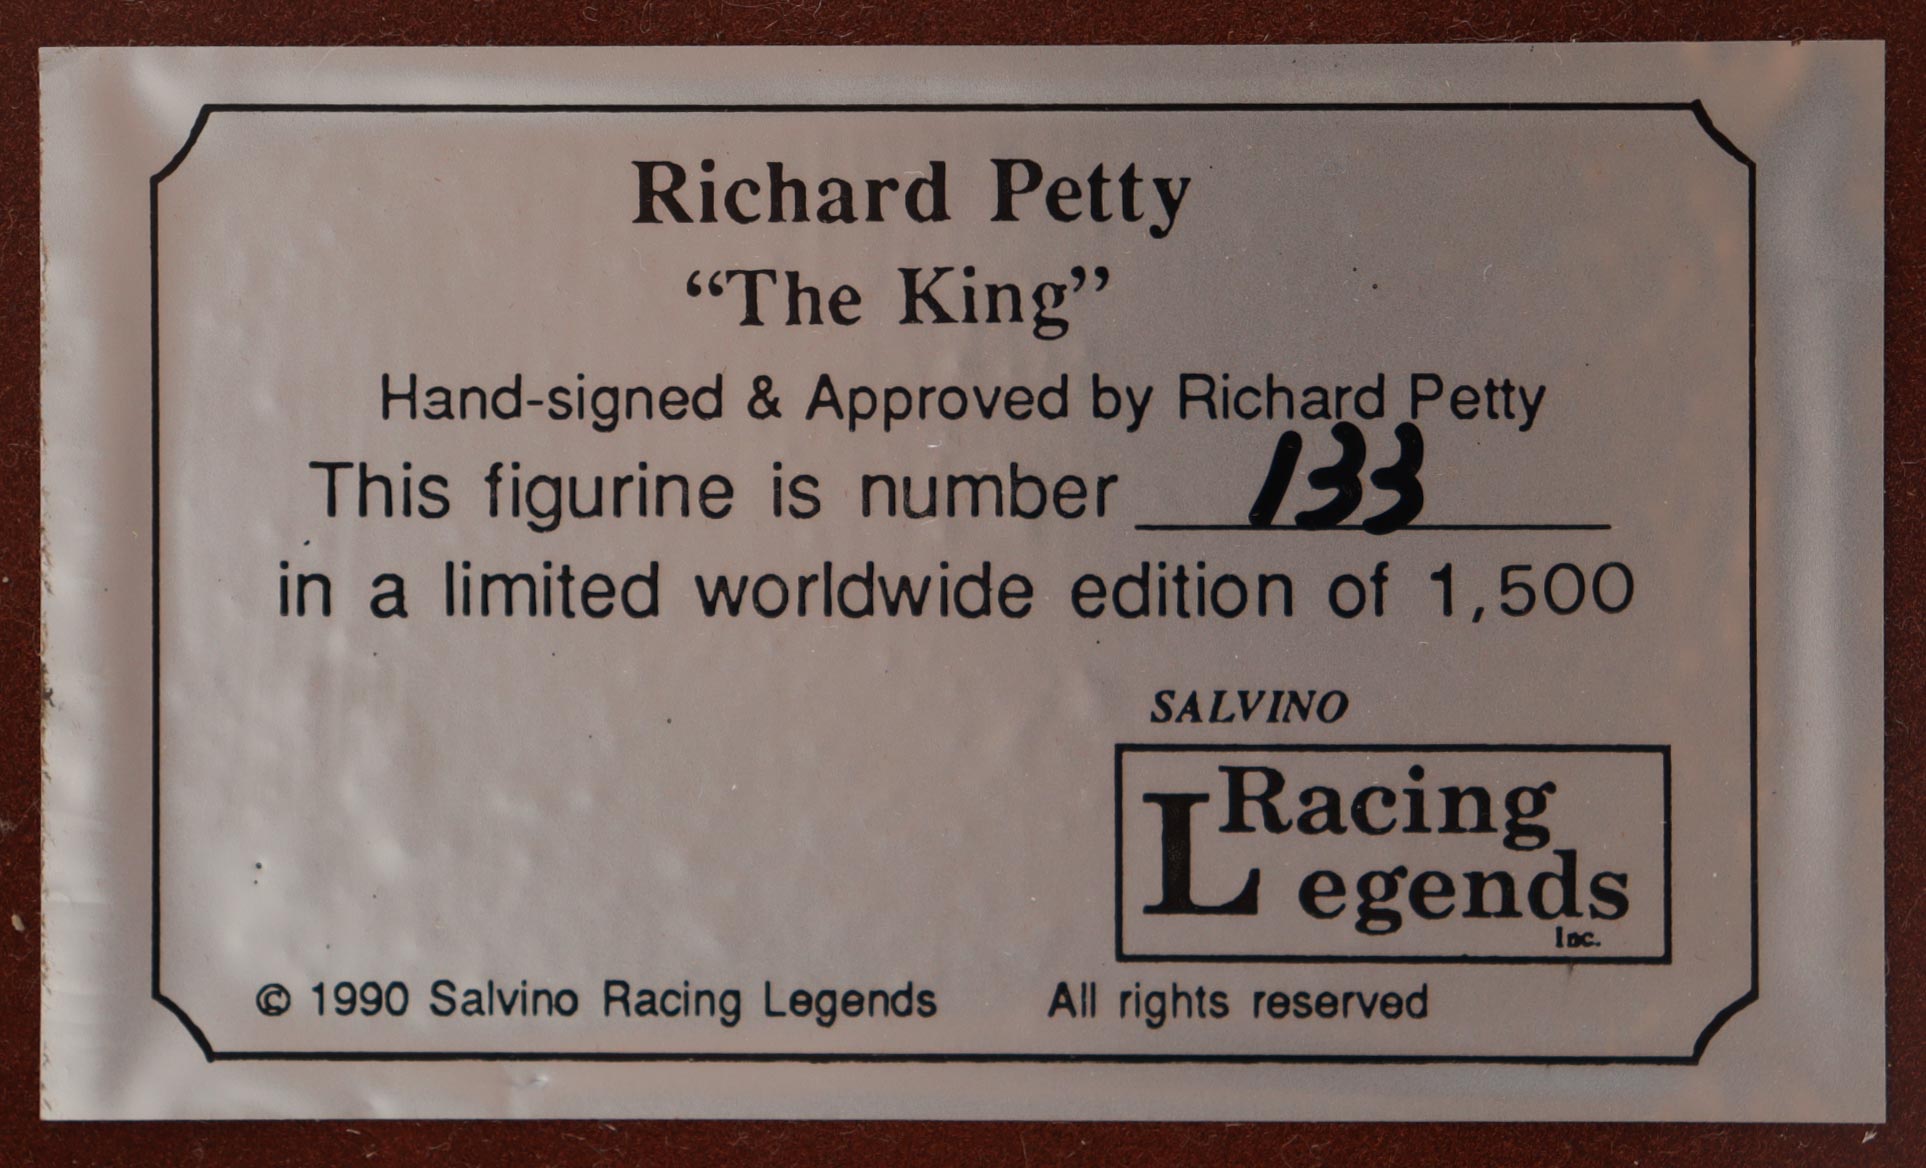 Richard Petty
“The King”
Hand-signed & Approved by Richard Petty
This figurine is number 133
in a limited worldwide edition of 1,500
SALVINO
Racing
Legends
Inc.
© 1990 Salvino Racing Legends All rights reserved